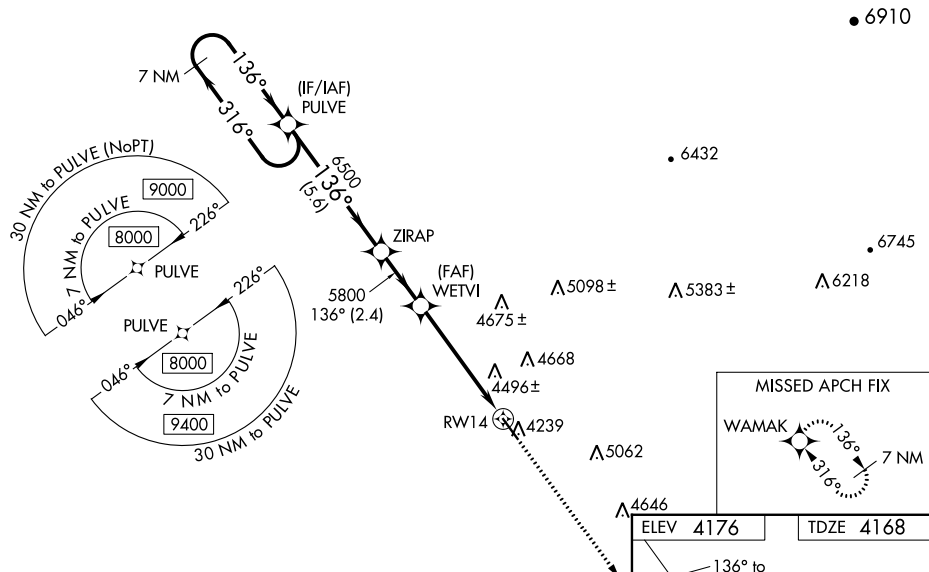 6910
7 NM
136°
316°
(IF/IAF)
PULVE
6432
6500
136°
(5.6)
30 NM to PULVE (NoPT)
9000
7 NM to PULVE
8000
226°
046°
PULVE
ZIRAP
6745
(FAF)
WETVI
5800
136° (2.4)
4675 ±
5098 ±
5383 ±
6218
226°
PULVE
046°
8000
7 NM to PULVE
9400
30 NM to PULVE
4668
4496 ±
RW14
4239
5062
4646
MISSED APCH FIX
WAMAK
136°
316°
7 NM
ELEV 4176
TDZE 4168
136° to